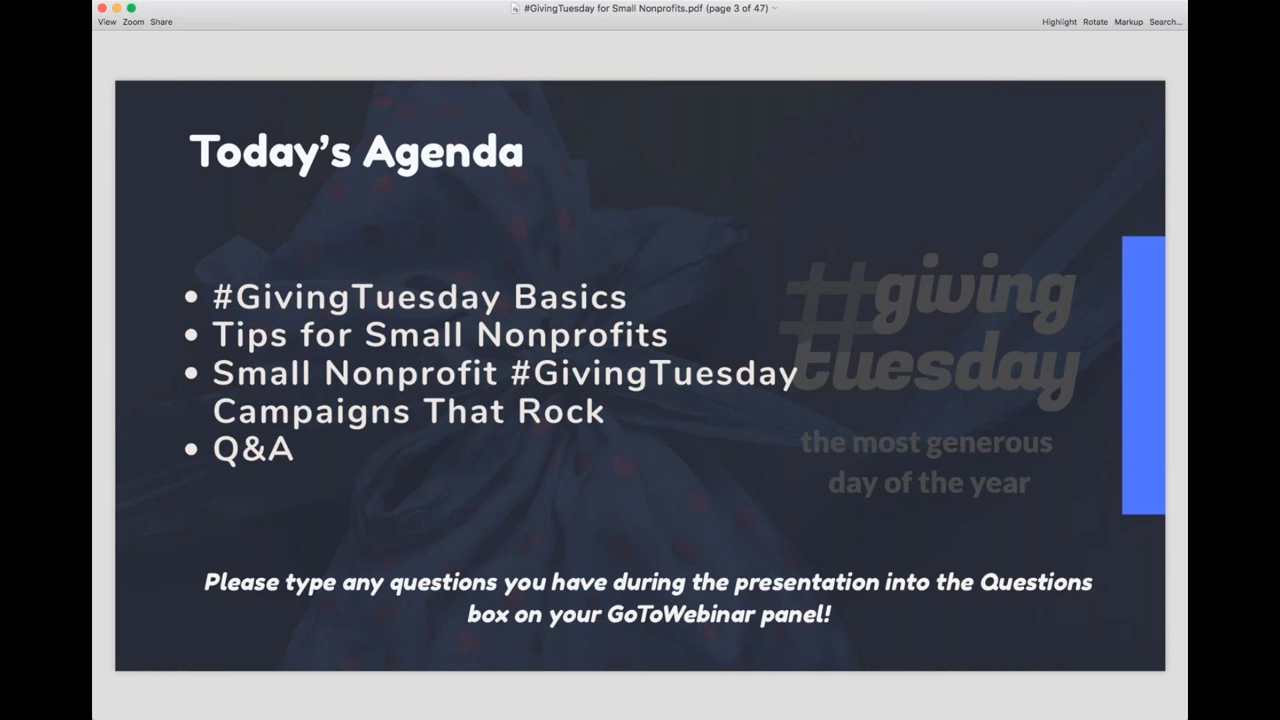 #GivingTuesday for Small Nonprofits.pdf (page 3 of 47)
View Zoom Share
Highlight Rotate Markup Search...
Today's Agenda
• #GivingTuesday Basics
• Tips for Small Nonprofits
• Small Nonprofit #GivingTuesday
Campaigns That Rock
• Q&A
#giving
tuesday
the most generous
day of the year
Please type any questions you have during the presentation into the Questions
box on your GoToWebinar panel!